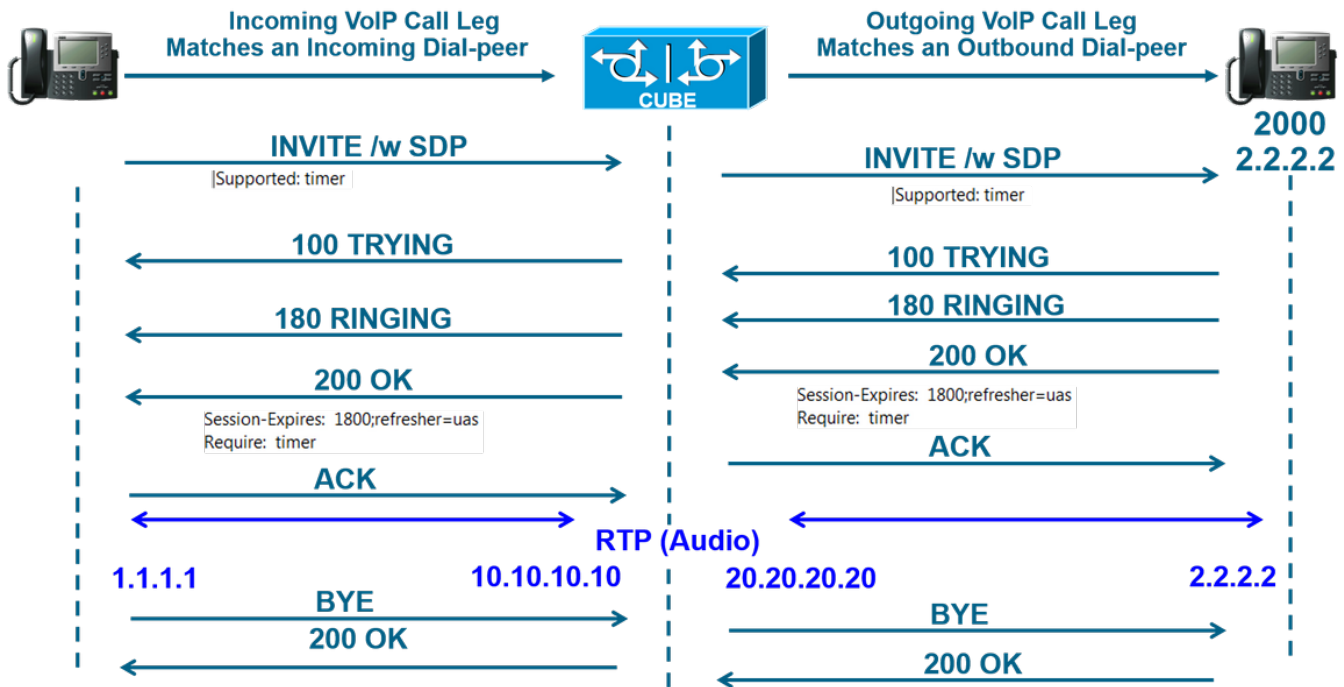 Incoming VoIP Call Leg
Matches an Incoming Dial-peer
Outgoing VoIP Call Leg
Matches an Outbound Dial-peer
CUBE
2000
2.2.2.2
INVITE /w SDP
|Supported: timer
INVITE /w SDP
|Supported: timer
100 TRYING
100 TRYING
180 RINGING
180 RINGING
200 OK
200 OK
Session-Expires: 1800;refresher=uas
Require: timer
Session-Expires: 1800;refresher=uas
Require: timer
ACK
ACK
RTP (Audio)
1.1.1.1
10.10.10.10
20.20.20.20
2.2.2.2
BYE
BYE
200 OK
200 OK